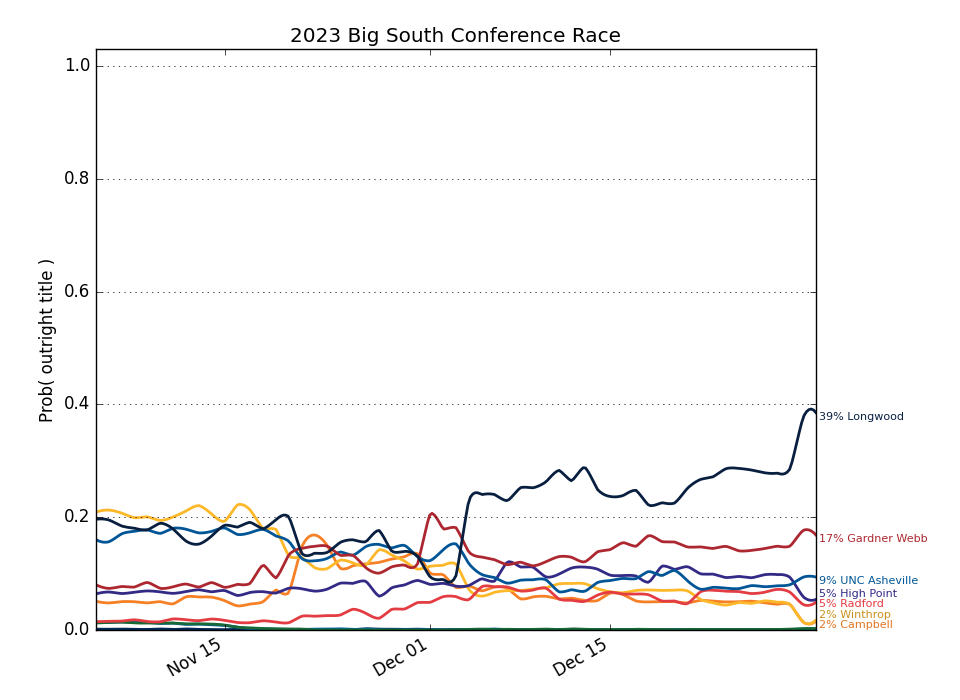 2023 Big South Conference Race
Prob( outright title )
1.0
0.8
0.6
0.4
0.2
0.0
39% Longwood
17% Gardner Webb
9% UNC Asheville
5% High Point
5% Radford
2% Winthrop
2% Campbell
Nov 15
Dec 01
Dec 15